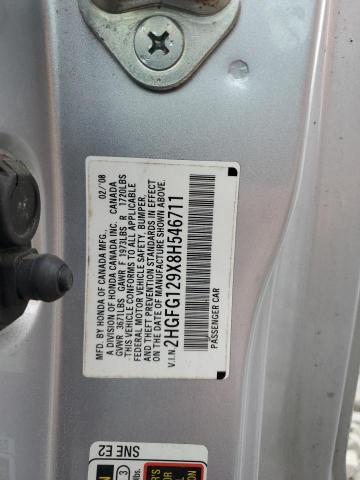 MFD. BY HONDA OF CANADA MFG. 02/08
A DIVISION OF HONDA CANADA INC. CANADA
GVWR 3671LBS GAWR F 1973LBS R 1720LBS
THIS VEHICLE CONFORMS TO ALL APPLICABLE
FEDERAL MOTOR VEHICLE SAFETY, BUMPER,
AND THEFT PREVENTION STANDARDS IN EFFECT
ON THE DATE OF MANUFACTURE SHOWN ABOVE.
V.I.N. 2HGFG129X8H546711
PASSENGER CAR
SNE E2